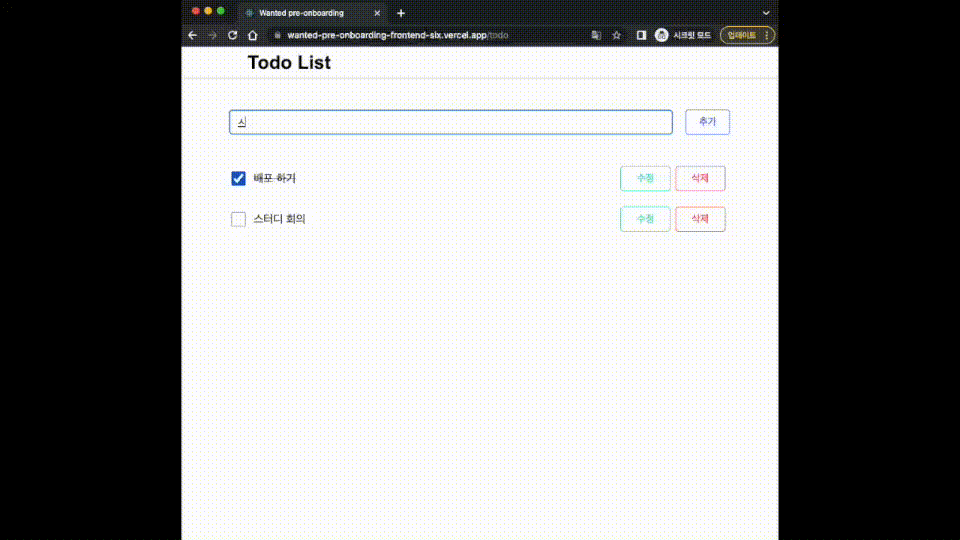 Wanted pre-onboarding
wanted-pre-onboarding-frontend-six.vercel.app/todo
시크릿 모드
업데이트
Todo List
시
추가
배포 하기
수정
삭제
스터디 회의
수정
삭제